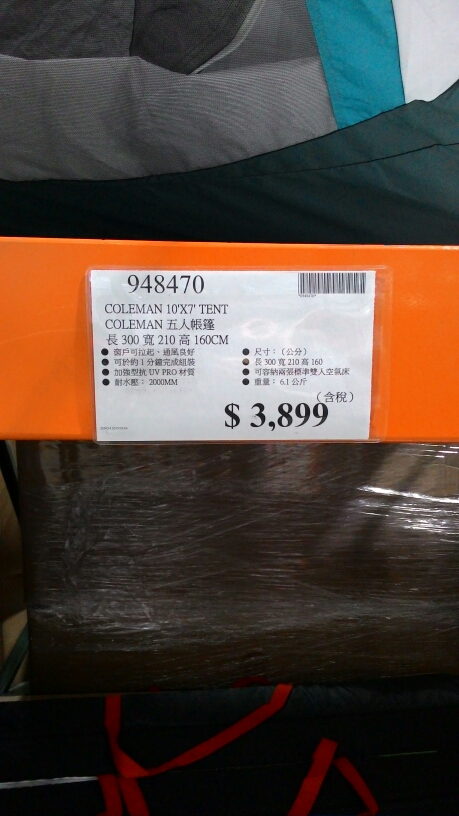 948470
COLEMAN 10'X7' TENT
COLEMAN 五人帳篷
長 300 寬 210 高 160CM
● 窗戶可拉起，通風良好
● 可於約 1 分鐘完成組裝
● 加強型抗 UV PRO 材質
● 耐水壓： 2000MM
● 尺寸：（公分）
● 長 300 寬 210 高 160
● 可容納兩張標準雙人空氣床
● 重量： 6.1 公斤
（含稅）
$ 3,899